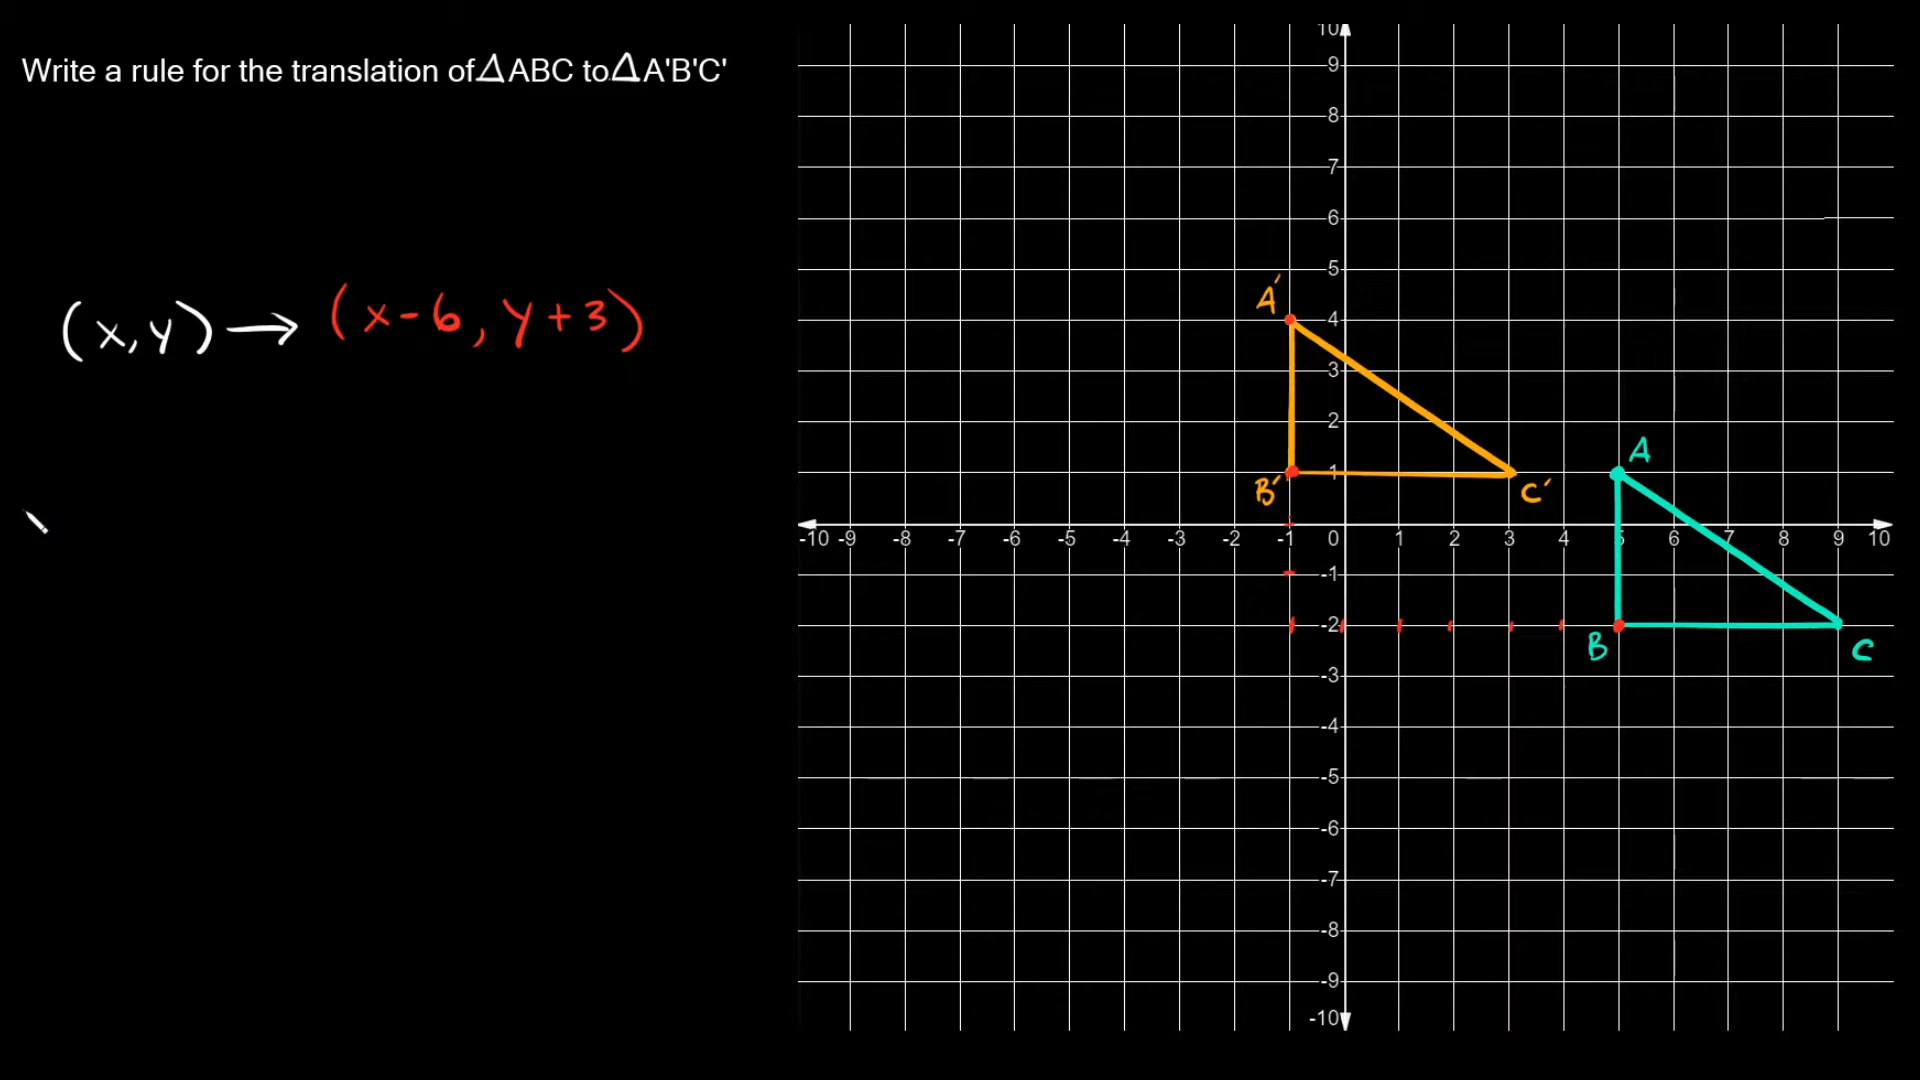 Write a rule for the translation of △ABC to △A'B'C'
(x,y) → (x-6, y+3)
10
9
8
7
6
5
A'
4
3
2
A
1
B'
C'
-10 -9 -8 -7 -6 -5 -4 -3 -2 -1 0 1 2 3 4 5 6 7 8 9 10
-1
-2
B
C
-3
-4
-5
-6
-7
-8
-9
-10